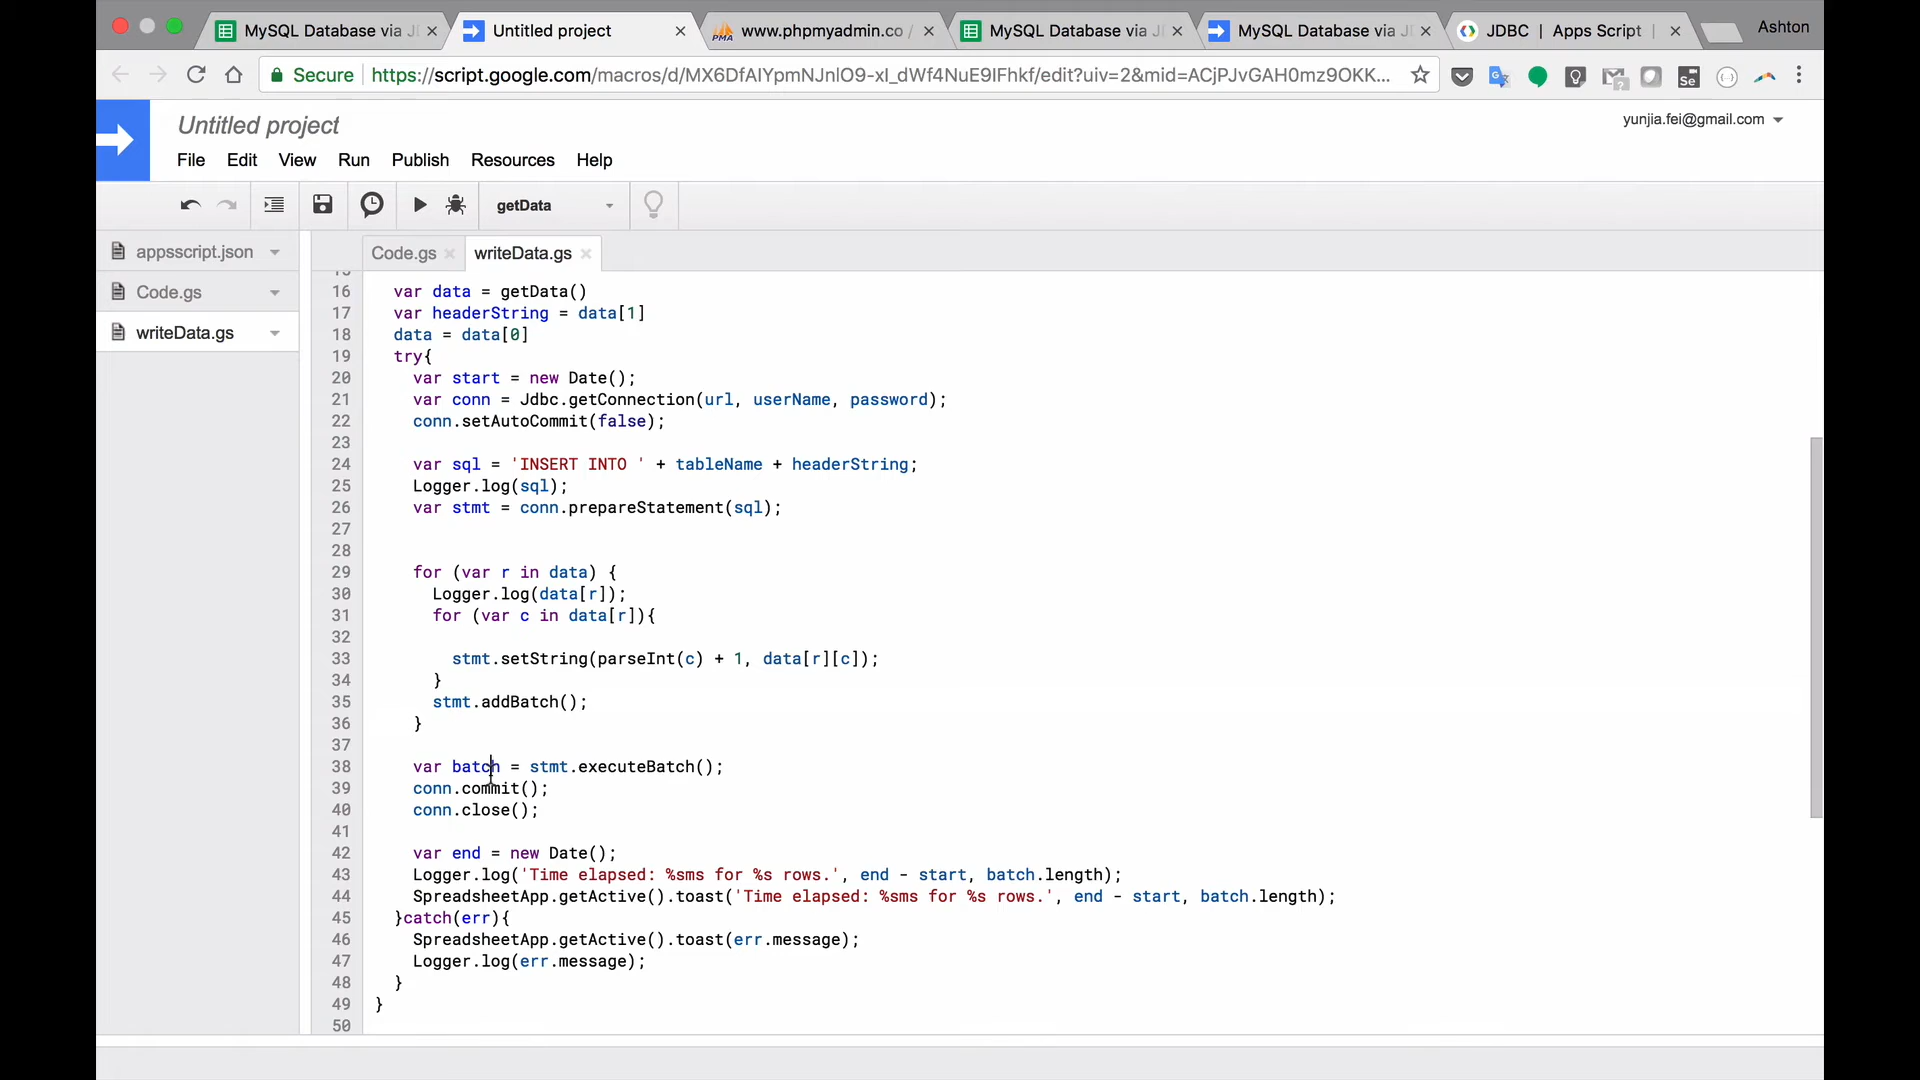 MySQL Database via J
Untitled project
www.phpmyadmin.co
MySQL Database via J
MySQL Database via J
JDBC | Apps Script
Ashton
Secure
https://script.google.com/macros/d/MX6DfAIYpmNJnlO9-xI_dWf4NuE9IFhkf/edit?uiv=2&mid=ACjPJvGAH0mz9OKK...
Untitled project
yunjia.fei@gmail.com
File Edit View Run Publish Resources Help
getData
appsscript.json
Code.gs
writeData.gs
Code.gs
writeData.gs
16 var data = getData()
17 var headerString = data[1]
18 data = data[0]
19 try{
20 var start = new Date();
21 var conn = Jdbc.getConnection(url, userName, password);
22 conn.setAutoCommit(false);
23
24 var sql = 'INSERT INTO ' + tableName + headerString;
25 Logger.log(sql);
26 var stmt = conn.prepareStatement(sql);
27
28
29 for (var r in data) {
30 Logger.log(data[r]);
31 for (var c in data[r]){
32
33 stmt.setString(parseInt(c) + 1, data[r][c]);
34 }
35 stmt.addBatch();
36 }
37
38 var batch = stmt.executeBatch();
39 conn.commit();
40 conn.close();
41
42 var end = new Date();
43 Logger.log('Time elapsed: %sms for %s rows.', end - start, batch.length);
44 SpreadsheetApp.getActive().toast('Time elapsed: %sms for %s rows.', end - start, batch.length);
45 }catch(err){
46 SpreadsheetApp.getActive().toast(err.message);
47 Logger.log(err.message);
48 }
49 }
50